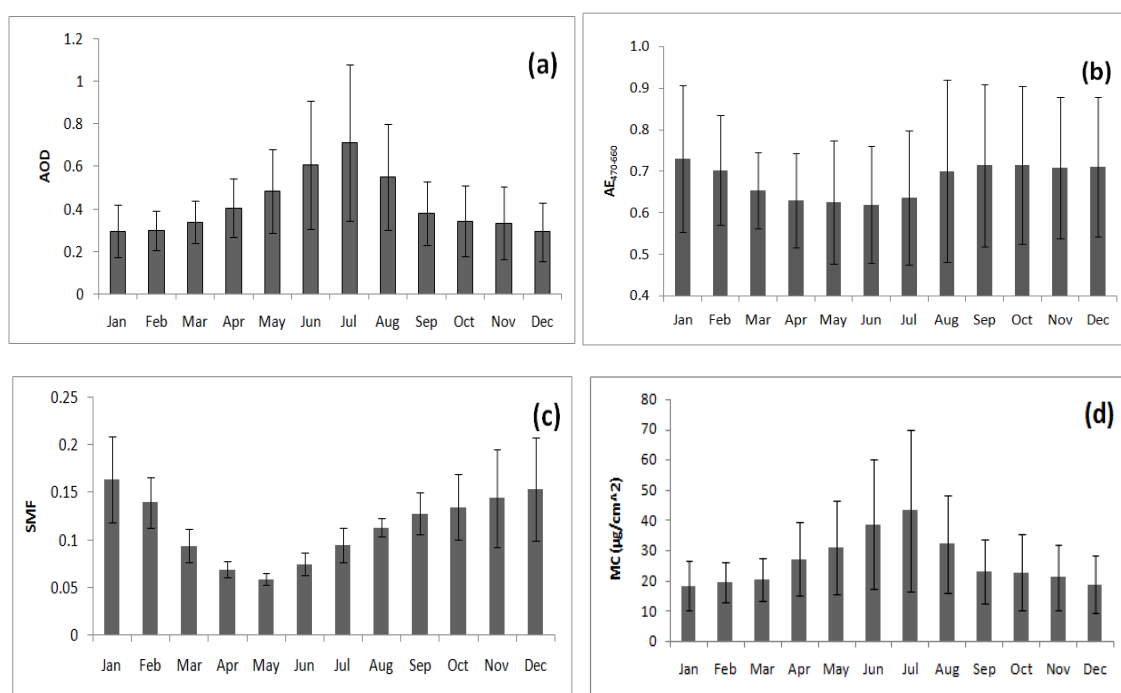 (a)
AOD
1.2
1
0.8
0.6
0.4
0.2
0
Jan Feb Mar Apr May Jun Jul Aug Sep Oct Nov Dec
(b)
AE470-660
1.0
0.9
0.8
0.7
0.6
0.5
0.4
Jan Feb Mar Apr May Jun Jul Aug Sep Oct Nov Dec
(c)
SMF
0.25
0.2
0.15
0.1
0.05
0
Jan Feb Mar Apr May Jun Jul Aug Sep Oct Nov Dec
(d)
MC (µg/cm^2)
80
70
60
50
40
30
20
10
0
Jan Feb Mar Apr May Jun Jul Aug Sep Oct Nov Dec